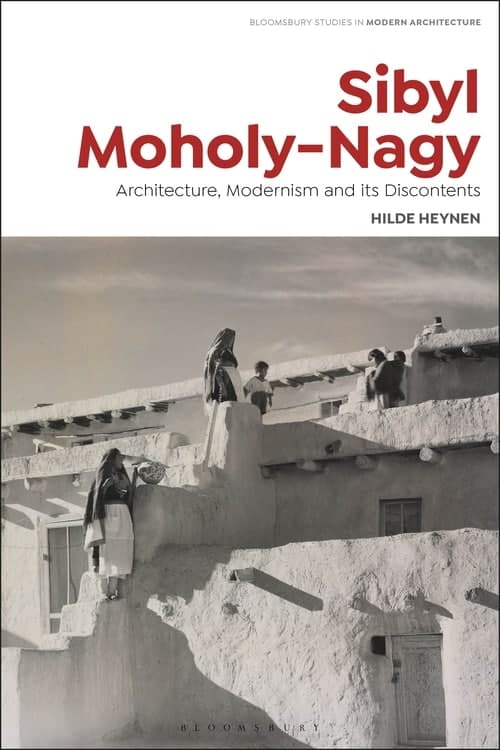 BLOOMSBURY STUDIES IN MODERN ARCHITECTURE
Sibyl
Moholy-Nagy
Architecture, Modernism and its Discontents
HILDE HEYNEN
BLOOMSBURY